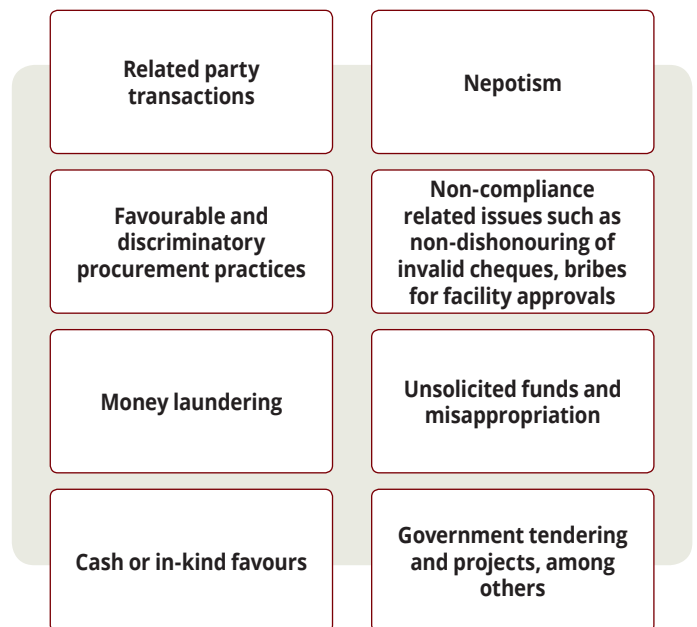 Related party
transactions
Nepotism
Favourable and
discriminatory
procurement practices
Non-compliance
related issues such as
non-dishonouring of
invalid cheques, bribes
for facility approvals
Money laundering
Unsolicited funds and
misappropriation
Cash or in-kind favours
Government tendering
and projects, among
others